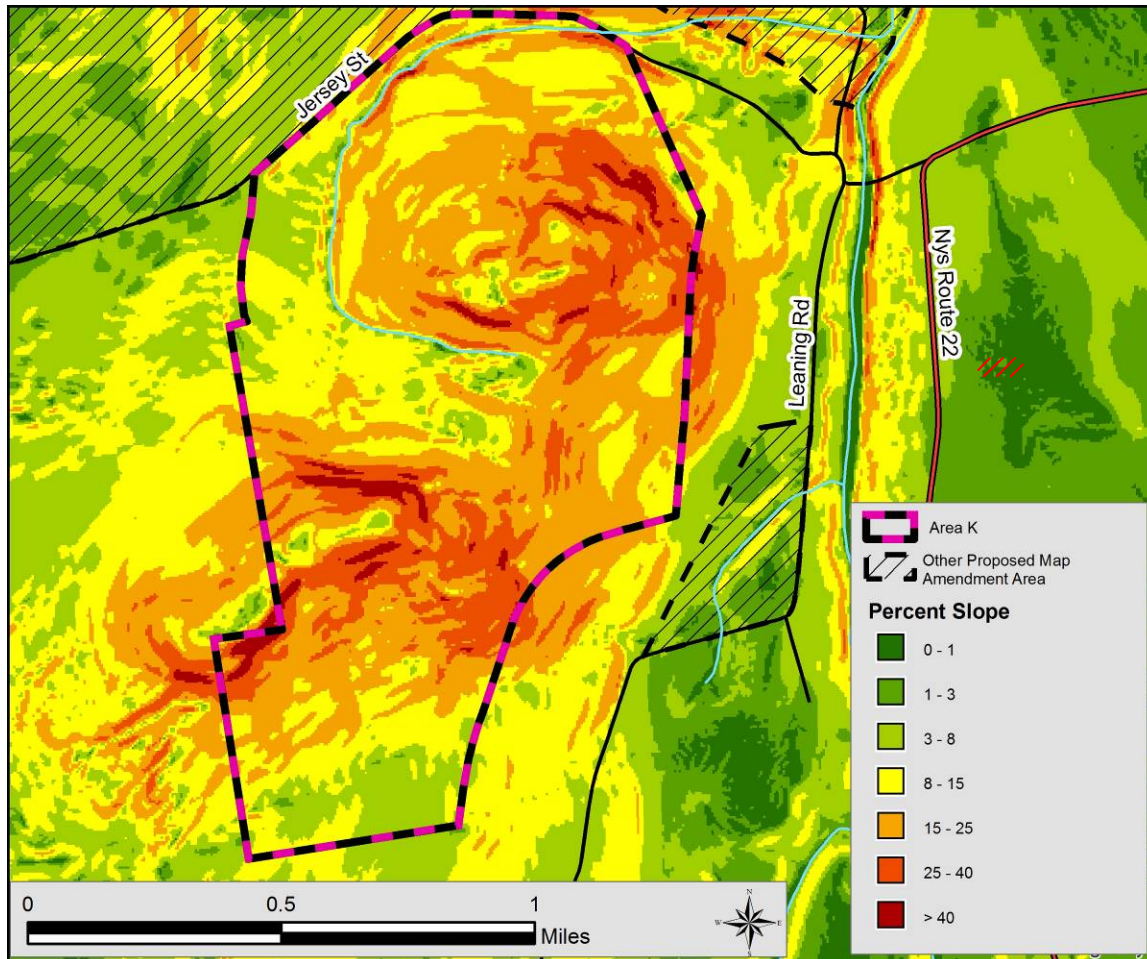 Jersey St
Leaning Rd
Nys Route 22
Area K
Other Proposed Map
Amendment Area
Percent Slope
0 - 1
1 - 3
3 - 8
8 - 15
15 - 25
25 - 40
> 40
0 0.5 1
Miles
N
W E
S